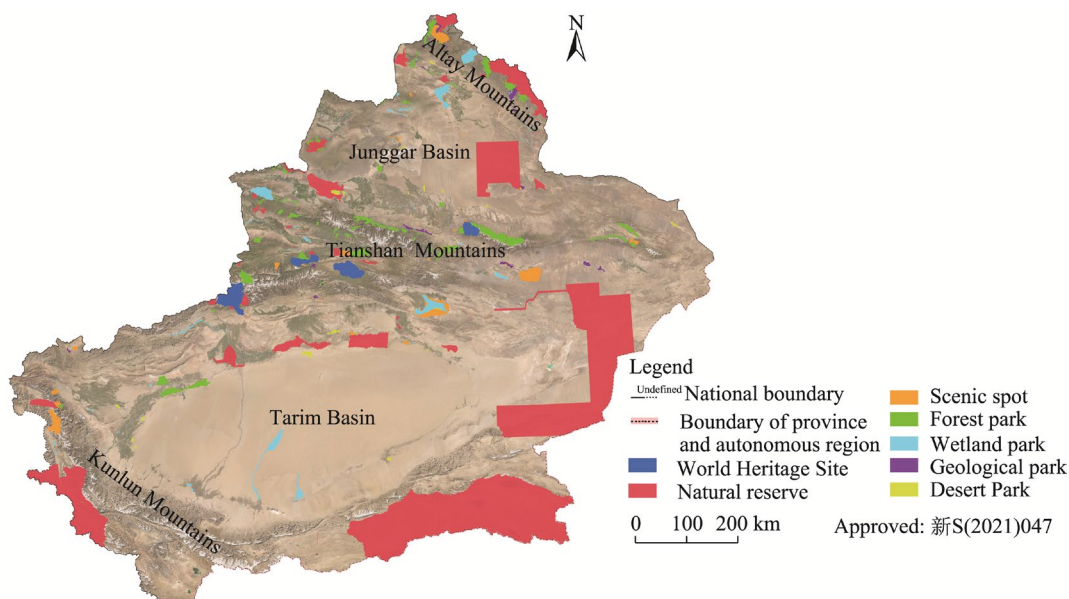 N
Altay Mountains
Junggar Basin
Tianshan Mountains
Tarim Basin
Kunlun Mountains
Legend
Undefined National boundary
Boundary of province
and autonomous region
World Heritage Site
Natural reserve
Scenic spot
Forest park
Wetland park
Geological park
Desert Park
0 100 200 km
Approved: 新S(2021)047